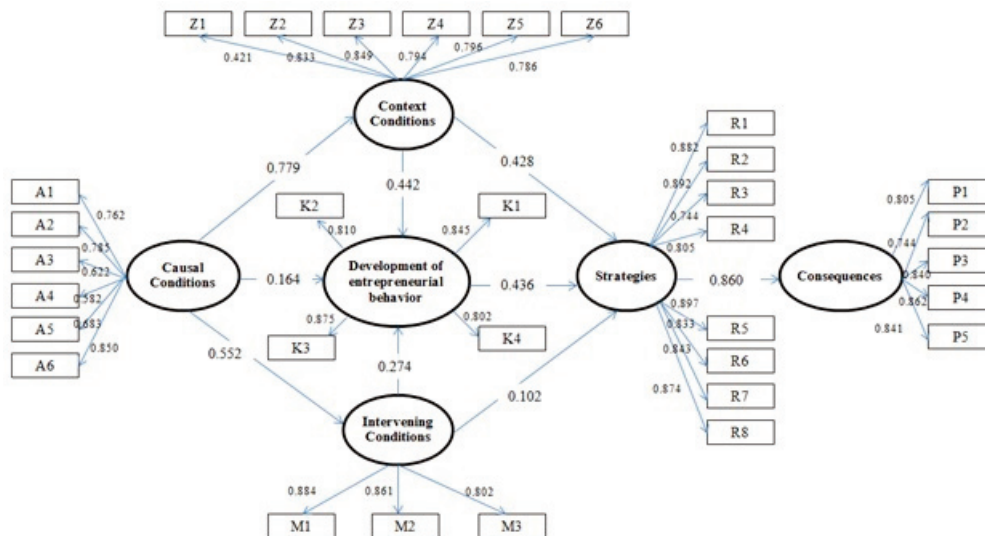 Z1
Z2
Z3
Z4
Z5
Z6
0.421
0.833
0.849
0.794
0.796
0.786
Context
Conditions
0.779
0.442
0.428
A1
A2
A3
A4
A5
A6
0.762
0.785
0.622
0.582
0.683
0.850
Causal
Conditions
0.164
0.552
K2
K1
0.810
0.845
Development of
entrepreneurial
behavior
0.875
0.802
K3
K4
0.436
0.274
0.102
Intervening
Conditions
0.884
0.861
0.802
M1
M2
M3
Strategies
R1
R2
R3
R4
0.882
0.892
0.744
0.805
0.897
0.833
0.843
0.874
R5
R6
R7
R8
0.860
Consequences
0.805
0.744
0.840
0.862
0.841
P1
P2
P3
P4
P5